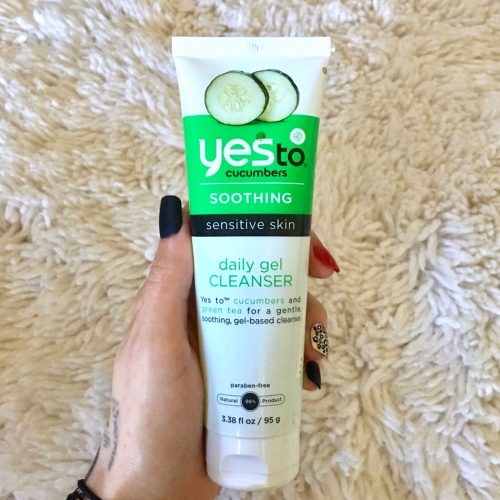 yes to
cucumbers
SOOTHING
sensitive skin
daily gel
CLEANSER
Yes to™ cucumbers and
green tea for a gentle,
soothing, gel-based cleanse.
paraben-free
Natural 96% Product
3.38 fl oz / 95 g